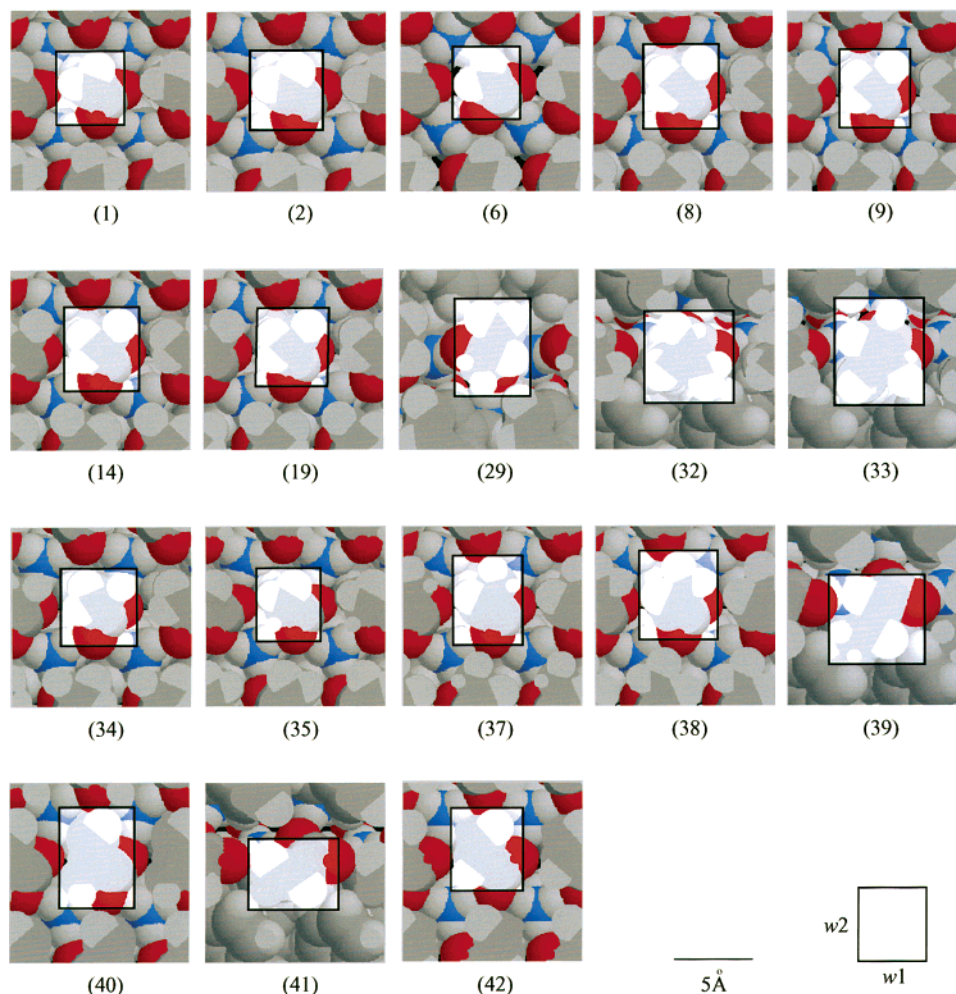 (1) (2) (6) (8) (9)
(14) (19) (29) (32) (33)
(34) (35) (37) (38) (39)
w2
(40) (41) (42) 5Å w1